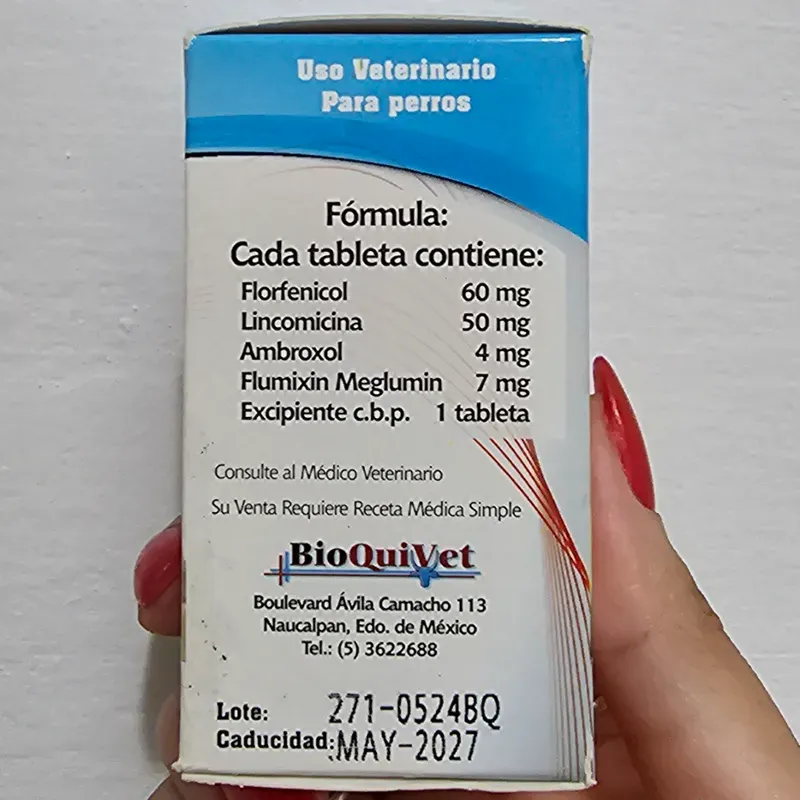 Uso Veterinario
Para perros
Fórmula:
Cada tableta contiene:
Florfenicol 60 mg
Lincomicina 50 mg
Ambroxol 4 mg
Flumixin Meglumin 7 mg
Excipiente c.b.p. 1 tableta
Consulte al Médico Veterinario
Su Venta Requiere Receta Médica Simple
BioQuiVet
Boulevard Ávila Camacho 113
Naucalpan, Edo. de México
Tel.: (5) 3622688
Lote: 271-0524BQ
Caducidad: MAY-2027